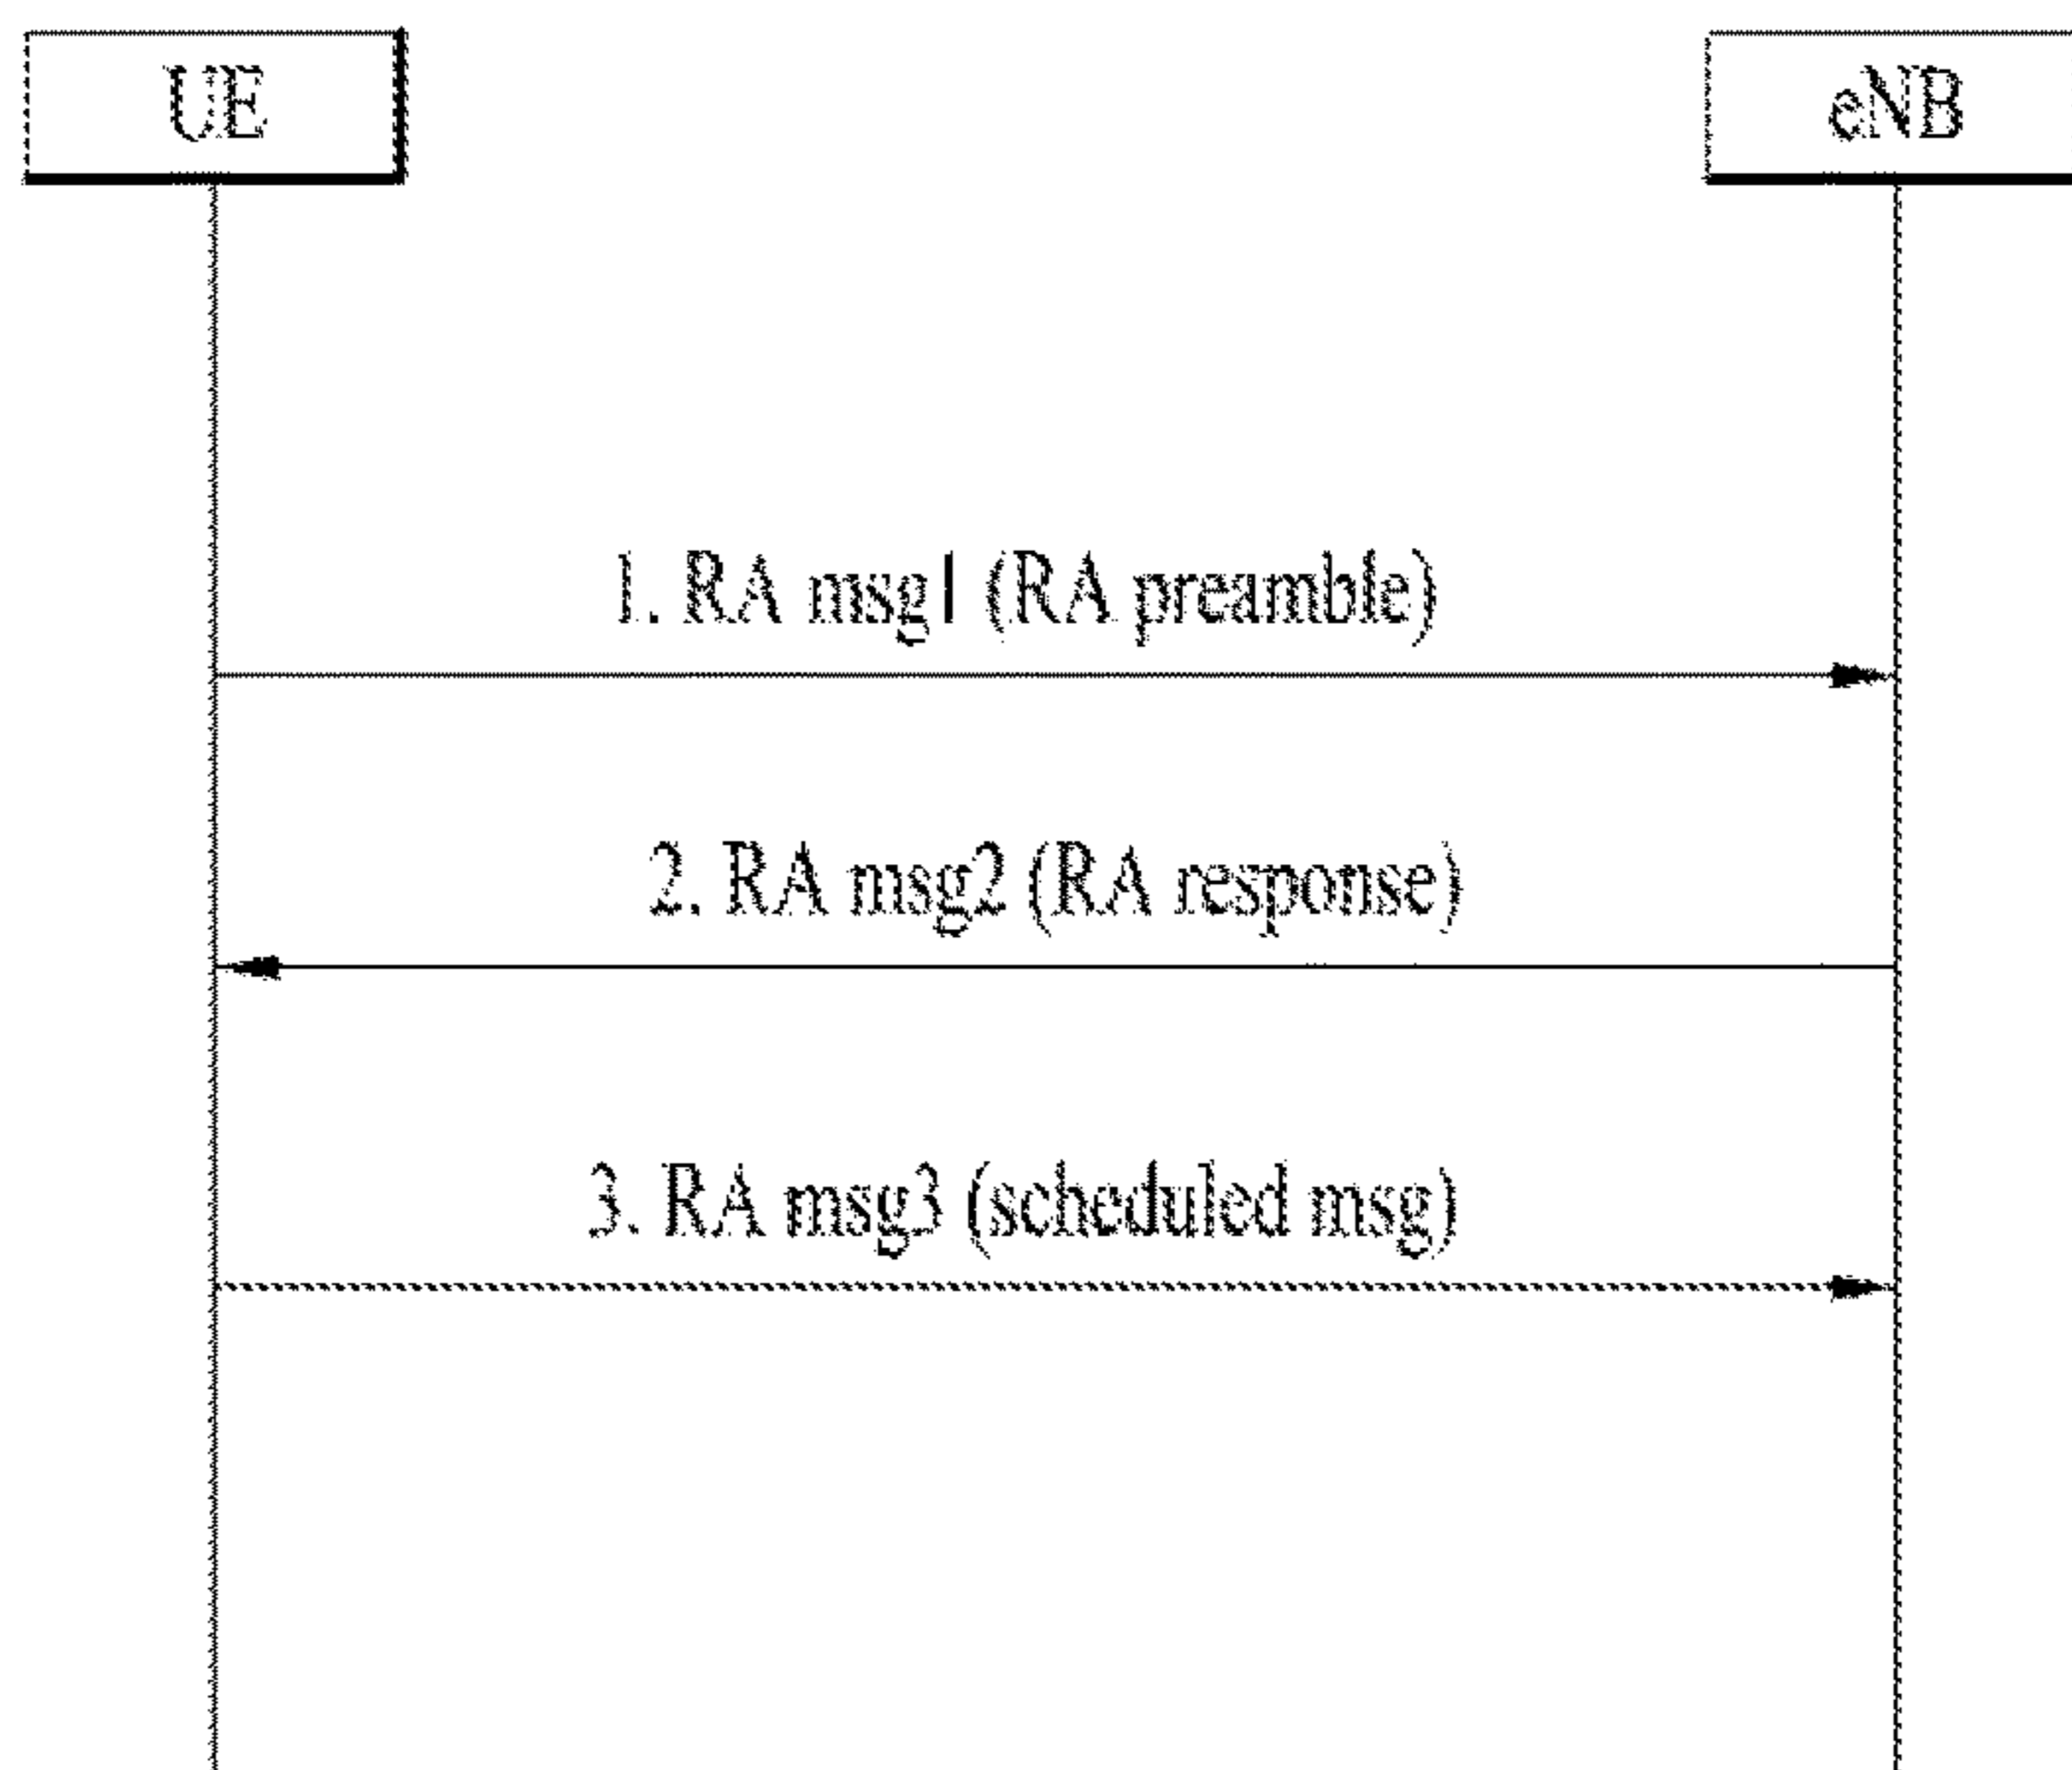 UE
eNB
1. RA msg1 (RA preamble)
2. RA msg2 (RA response)
3. RA msg3 (scheduled msg)